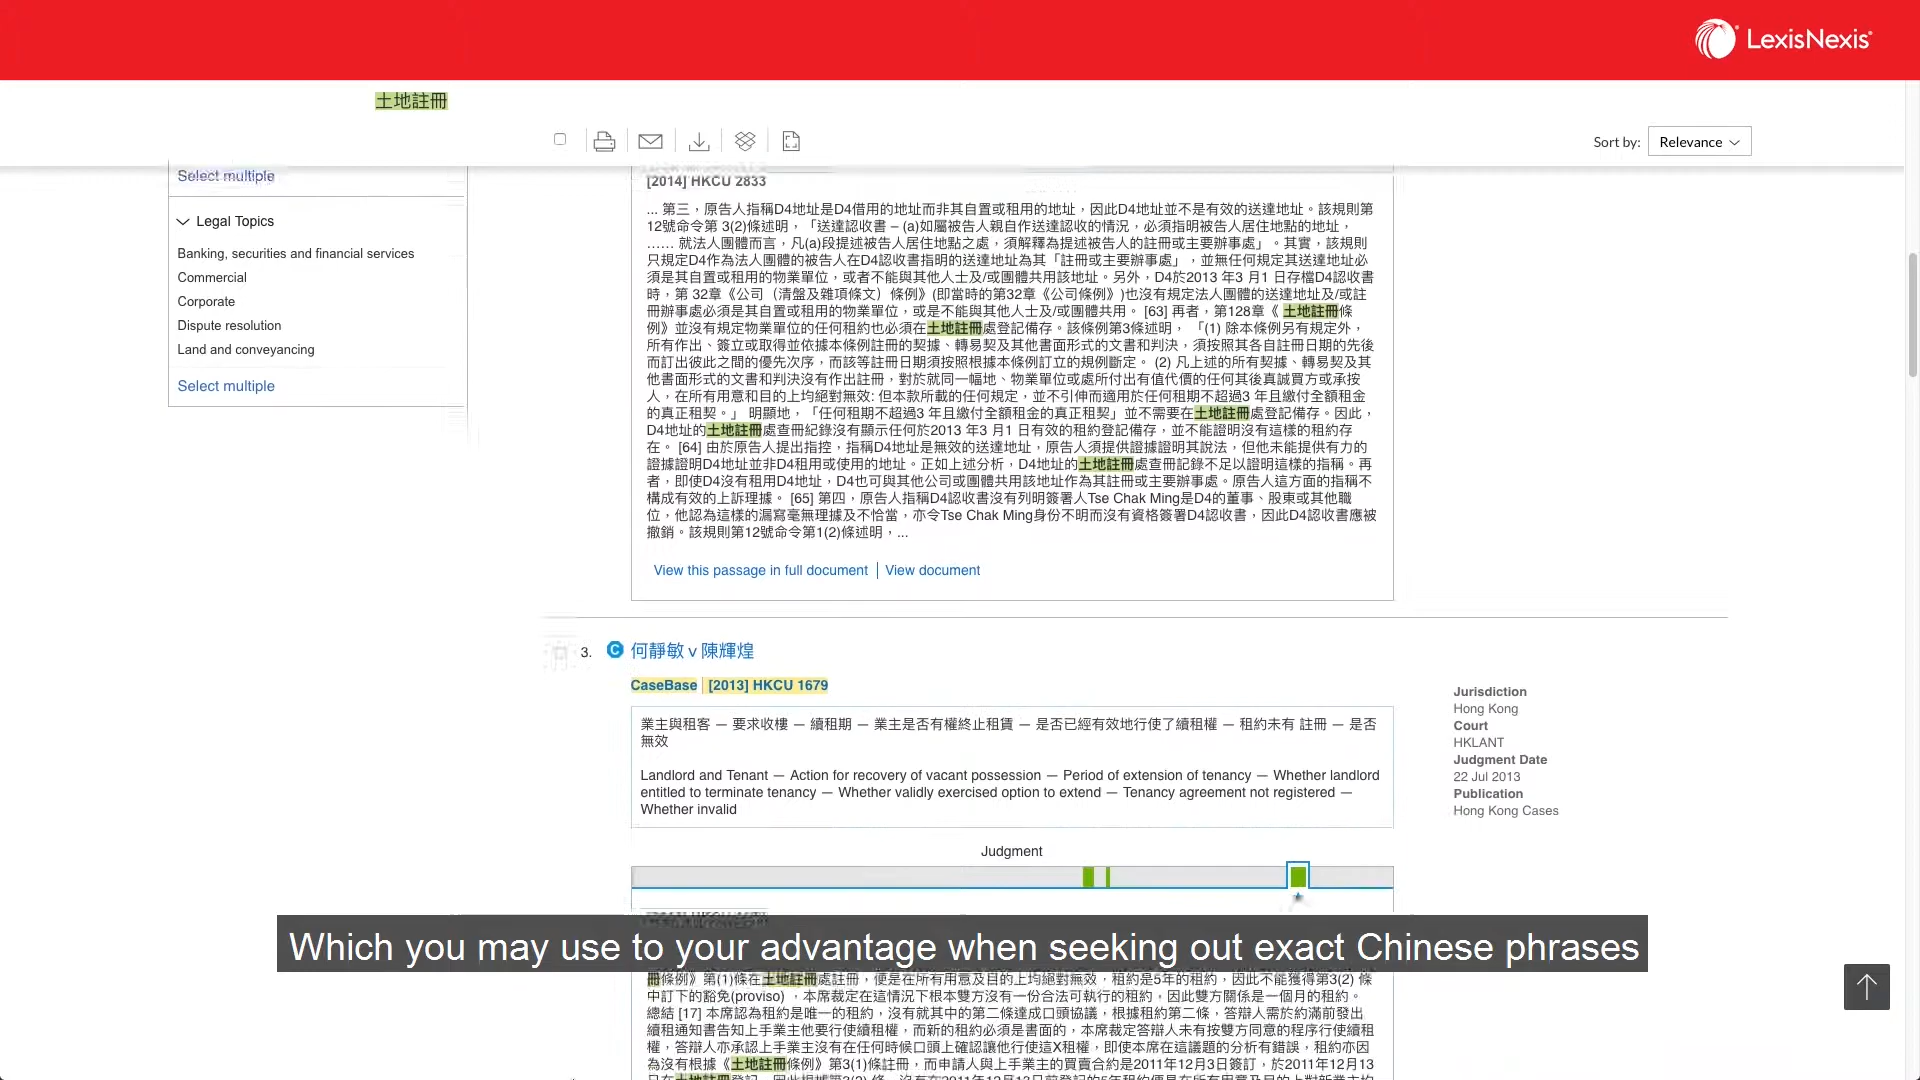 LexisNexis
土地註冊
Sort by: Relevance
Select multiple
[2014] HKCU 2833
Legal Topics
Banking, securities and financial services
Commercial
Corporate
Dispute resolution
Land and conveyancing
Select multiple
... 第三，原告人指稱D4地址是D4借用的地址而非其自置或租用的地址，因此D4地址並不是有效的送達地址。該規則第
12號命令第 3(2)條述明，「送達認收書 – (a)如屬被告人親自作送達認收的情況，必須指明被告人居住地點的地址，
…… 就法人團體而言，凡(a)段提述被告人居住地點之處，須解釋為提述被告人的註冊或主要辦事處」。其實，該規則
只規定D4作為法人團體的被告人在D4認收書指明的送達地址為其「註冊或主要辦事處」，並無任何規定其送達地址必
須是其自置或租用的物業單位，或者不能與其他人士及/或團體共用該地址。另外，D4於2013 年3 月1 日存檔D4認收書
時，第 32章《公司（清盤及雜項條文）條例》(即當時的第32章《公司條例》)也沒有規定法人團體的送達地址及/或註
冊辦事處必須是其自置或租用的物業單位，或是不能與其他人士及/或團體共用。 [63] 再者，第128章《 土地註冊條
例》並沒有規定物業單位的任何租約也必須在土地註冊處登記備存。該條例第3條述明， 「(1) 除本條例另有規定外，
所有作出、簽立或取得並依據本條例註冊的契據、轉易契及其他書面形式的文書和判決，須按照其各自註冊日期的先後
而訂出彼此之間的優先次序，而該等註冊日期須按照根據本條例訂立的規例斷定。 (2) 凡上述的所有契據、轉易契及其
他書面形式的文書和判決沒有作出註冊，對於就同一幅地、物業單位或處所付出有值代價的任何其後真誠買方或承按
人，在所有用意和目的上均絕對無效: 但本款所載的任何規定，並不引伸而適用於任何租期不超過3 年且繳付全額租金
的真正租契。」 明顯地，「任何租期不超過3 年且繳付全額租金的真正租契」並不需要在土地註冊處登記備存。因此，
D4地址的土地註冊處查冊紀錄沒有顯示任何於2013 年3 月1 日有效的租約登記備存，並不能證明沒有這樣的租約存
在。 [64] 由於原告人提出指控，指稱D4地址是無效的送達地址，原告人須提供證據證明其說法，但他未能提供有力的
證據證明D4地址並非D4租用或使用的地址。正如上述分析，D4地址的土地註冊處查冊記錄不足以證明這樣的指稱。再
者，即使D4沒有租用D4地址，D4也可與其他公司或團體共用該地址作為其註冊或主要辦事處。原告人這方面的指稱不
構成有效的上訴理據。 [65] 第四，原告人指稱D4認收書沒有列明簽署人Tse Chak Ming是D4的董事、股東或其他職
位，他認為這樣的漏寫毫無理據及不恰當，亦令Tse Chak Ming身份不明而沒有資格簽署D4認收書，因此D4認收書應被
撤銷。該規則第12號命令第1(2)條述明，...
View this passage in full document | View document
3. C 何靜敏 v 陳輝煌
CaseBase | [2013] HKCU 1679
業主與租客 — 要求收樓 — 續租期 — 業主是否有權終止租賃 — 是否已經有效地行使了續租權 — 租約未有 註冊 — 是否
無效
Landlord and Tenant — Action for recovery of vacant possession — Period of extension of tenancy — Whether landlord
entitled to terminate tenancy — Whether validly exercised option to extend — Tenancy agreement not registered —
Whether invalid
Jurisdiction
Hong Kong
Court
HKLANT
Judgment Date
22 Jul 2013
Publication
Hong Kong Cases
Judgment
Which you may use to your advantage when seeking out exact Chinese phrases
冊條例》第(1)條在土地註冊處註冊，便是在所有用意及目的上均絕對無效，租約是5年的租約，因此不能獲得第3(2) 條
中訂下的豁免(proviso) ，本席裁定在這情況下根本雙方沒有一份合法可執行的租約，因此雙方關係是一個月的租約。
總結 [17] 本席認為租約是唯一的租約，沒有就其中的第二條達成口頭協議，根據租約第二條，答辯人需於約滿前發出
續租通知書告知上手業主他要行使續租權，而新的租約必須是書面的，本席裁定答辯人未有按雙方同意的程序行使續租
權，答辯人亦承認上手業主沒有在任何時候口頭上確認讓他行使這X租權，即使本席在這議題的分析有錯誤，租約亦因
為沒有根據《土地註冊條例》第3(1)條註冊，而申請人與上手業主的買賣合約是2011年12月3日簽訂，於2011年12月13